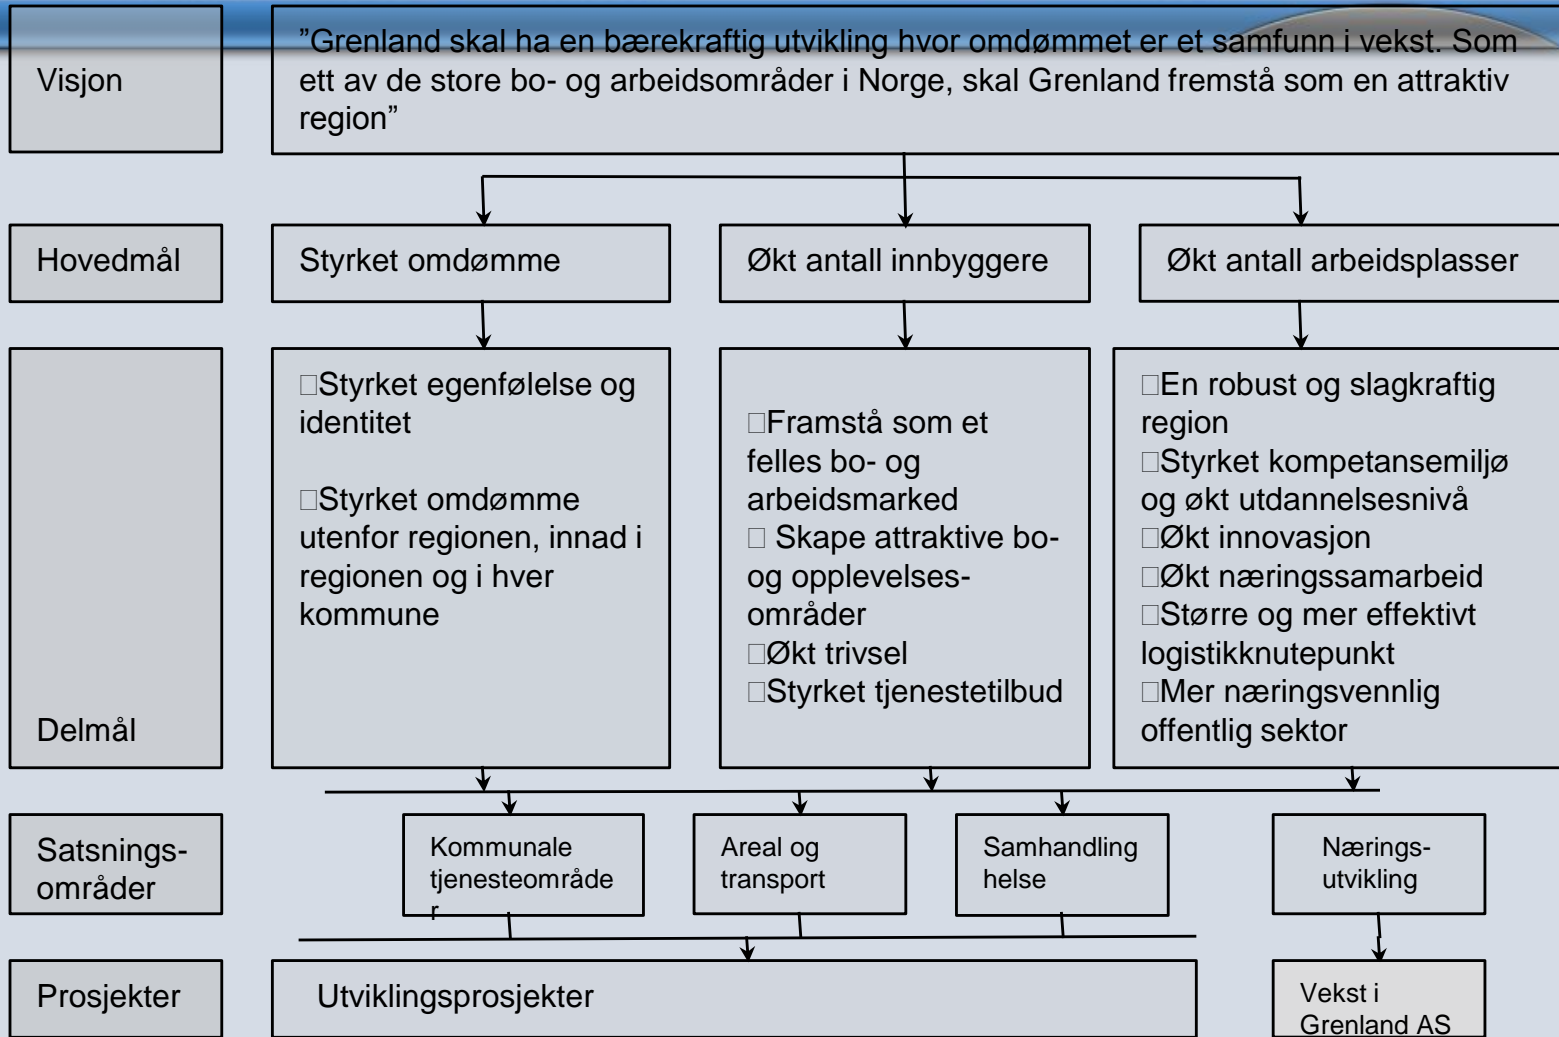 Visjon
”Grenland skal ha en bærekraftig utvikling hvor omdømmet er et samfunn i vekst. Som
ett av de store bo- og arbeidsområder i Norge, skal Grenland fremstå som en attraktiv
region”
Hovedmål
Styrket omdømme
Økt antall innbyggere
Økt antall arbeidsplasser
Delmål
□Styrket egenfølelse og
identitet
□Styrket omdømme
utenfor regionen, innad i
regionen og i hver
kommune
□Framstå som et
felles bo- og
arbeidsmarked
□ Skape attraktive bo-
og opplevelses-
områder
□Økt trivsel
□Styrket tjenestetilbud
□En robust og slagkraftig
region
□Styrket kompetansemiljø
og økt utdannelsesnivå
□Økt innovasjon
□Økt næringssamarbeid
□Større og mer effektivt
logistikknutepunkt
□Mer næringsvennlig
offentlig sektor
Satsnings-
områder
Kommunale
tjenesteområde
r
Areal og
transport
Samhandling
helse
Nærings-
utvikling
Prosjekter
Utviklingsprosjekter
Vekst i
Grenland AS